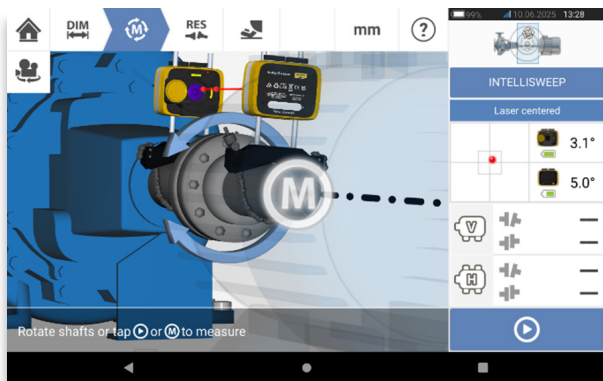 DIM
M
RES
mm
?
99%
10.06.2025 13:28
INTELLISWEEP
Laser centered
3.1°
5.0°
M
V
H
Rotate shafts or tap or M to measure